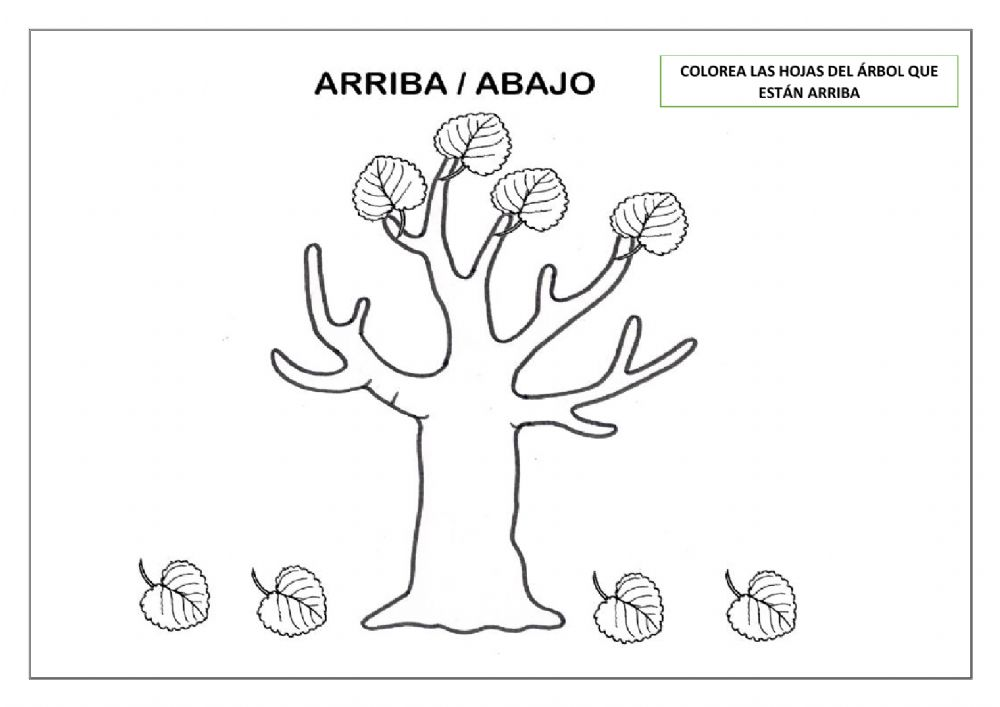 ARRIBA / ABAJO
COLOREA LAS HOJAS DEL ÁRBOL QUE
ESTÁN ARRIBA